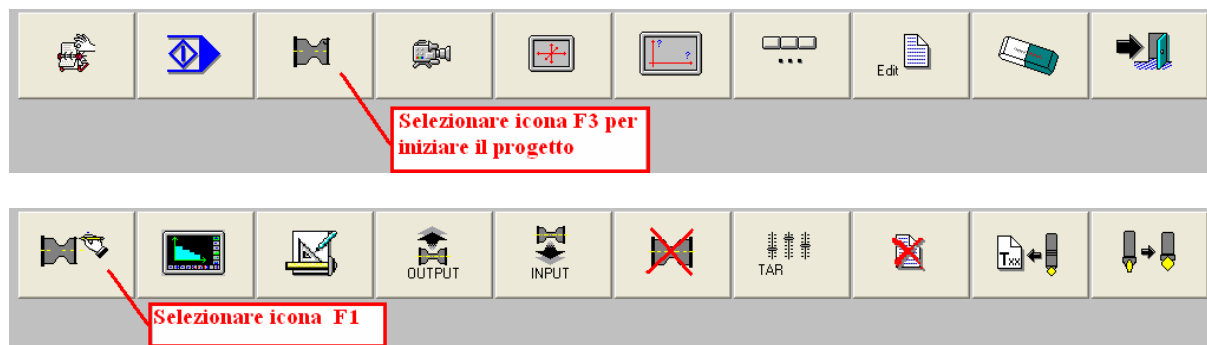 ? ?
Edit
Selezionare icona F3 per
iniziare il progetto
OUTPUT
INPUT
TAR
Txx
Selezionare icona F1